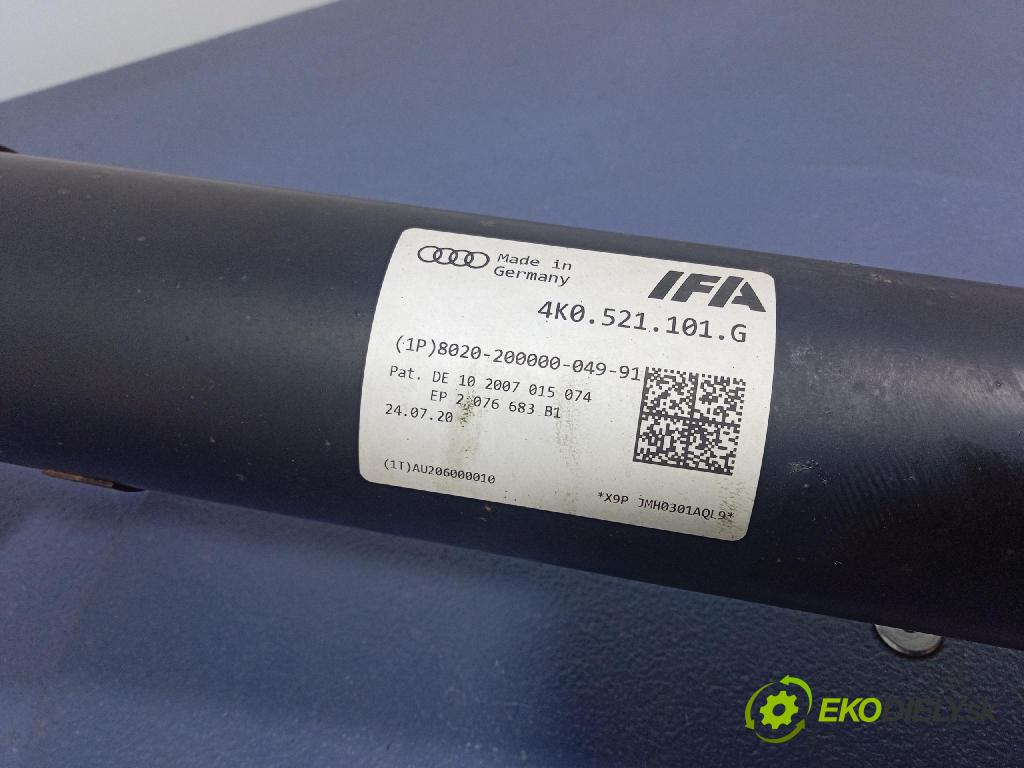 Made in
Germany
IFA
4K0.521.101.G
(1P)8020-200000-049-91
Pat. DE 10 2007 015 074
EP 2 076 683 B1
24.07.20
(1T)AU206000010
*X9P JMH0301AQL9*
EKODIELY.SK